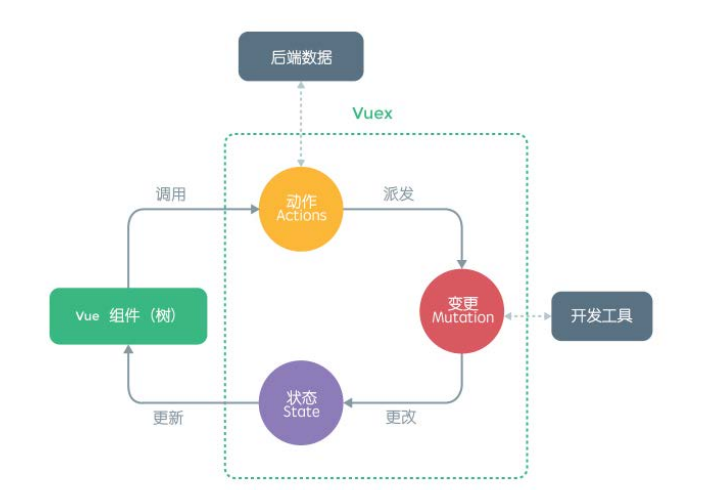 后端数据
Vuex
调用
动作
Actions
派发
Vue 组件（树）
变更
Mutation
开发工具
状态
State
更新
更改